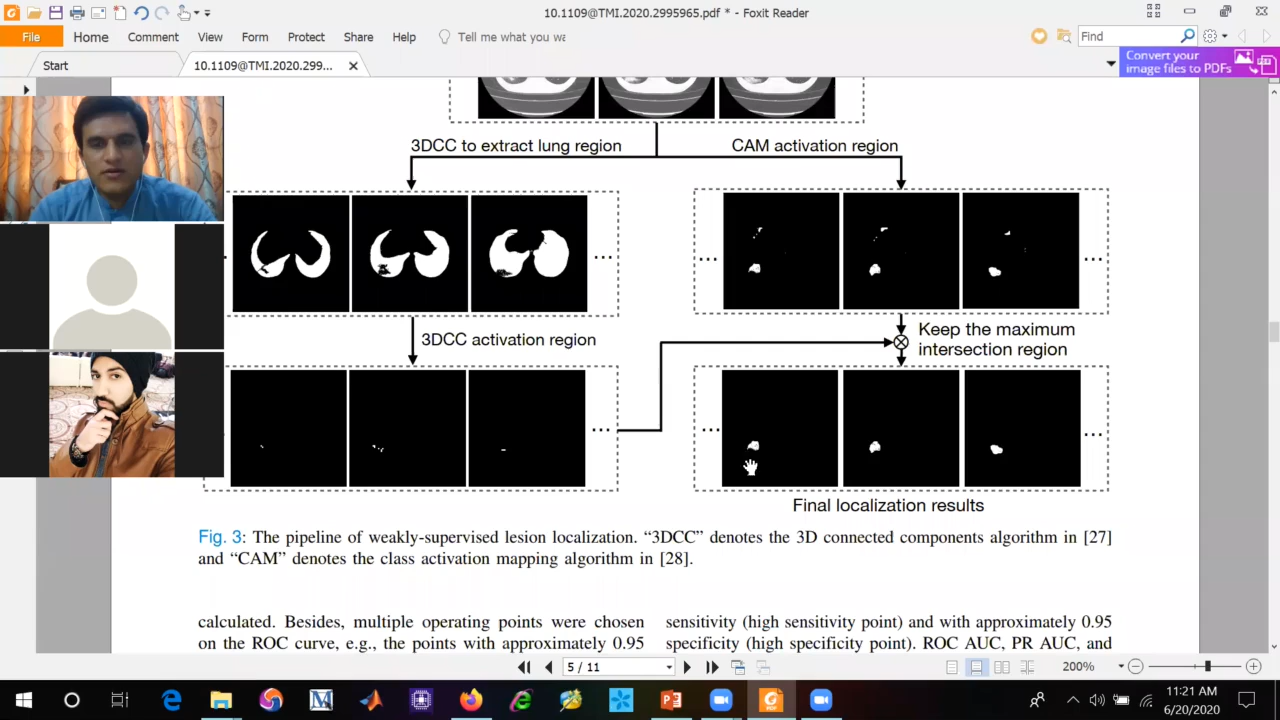 10.1109@TMI.2020.2995965.pdf * - Foxit Reader
File Home Comment View Form Protect Share Help Tell me what you wa Find
Start 10.1109@TMI.2020.299...
Convert your
image files to PDFs
3DCC to extract lung region CAM activation region
... ... ...
3DCC activation region
Keep the maximum
intersection region
... ... ...
Final localization results
Fig. 3: The pipeline of weakly-supervised lesion localization. “3DCC” denotes the 3D connected components algorithm in [27]
and “CAM” denotes the class activation mapping algorithm in [28].
calculated. Besides, multiple operating points were chosen
on the ROC curve, e.g., the points with approximately 0.95
sensitivity (high sensitivity point) and with approximately 0.95
specificity (high specificity point). ROC AUC, PR AUC, and
5 / 11 200%
11:21 AM
6/20/2020